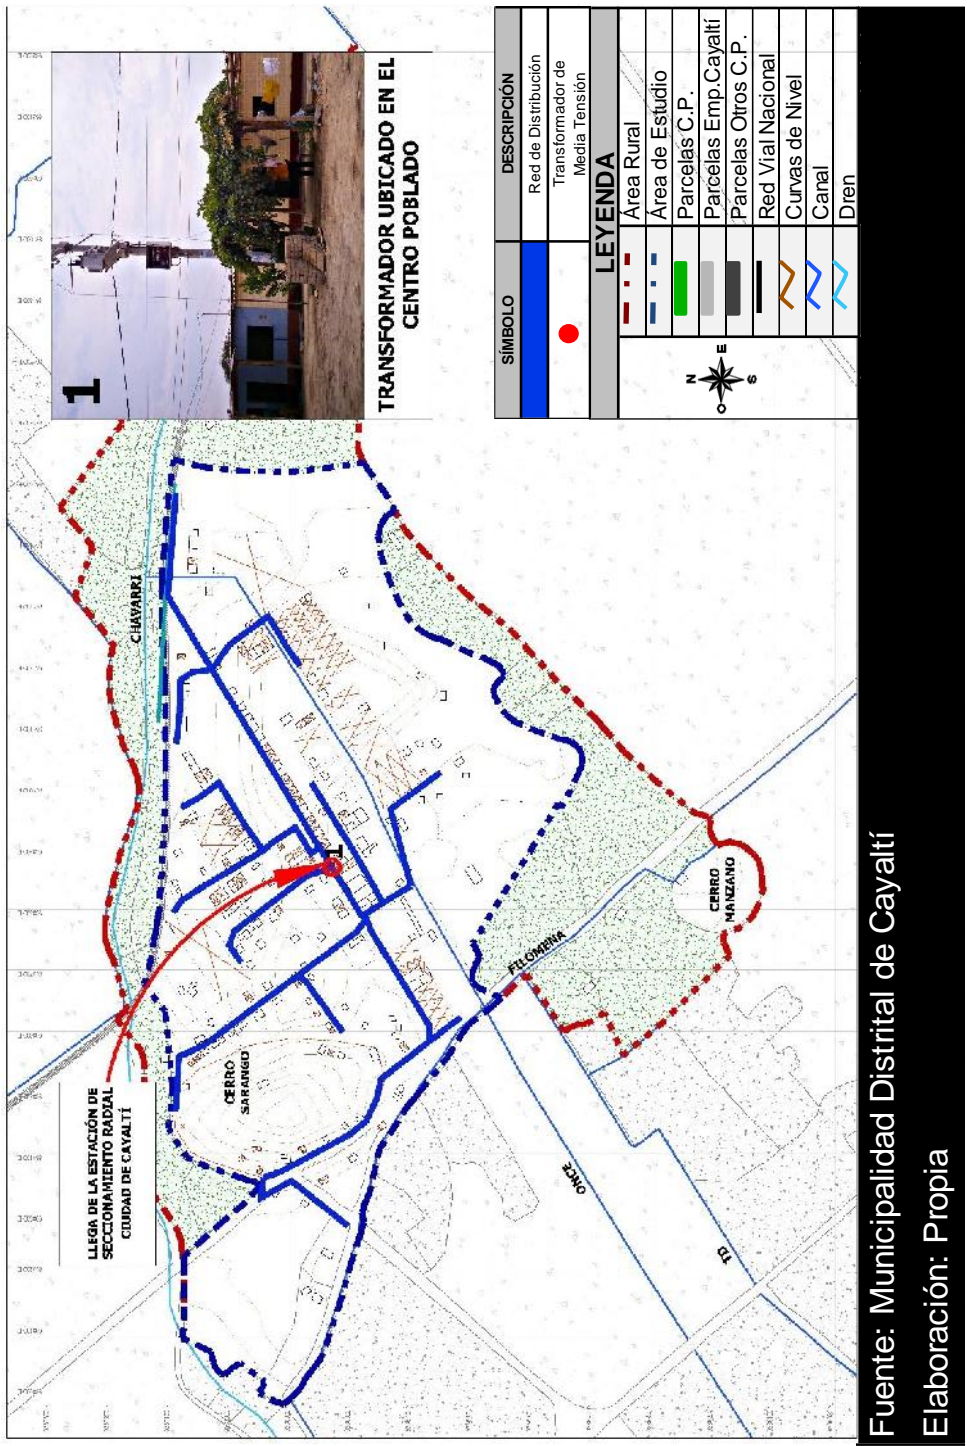 1
TRANSFORMADOR UBICADO EN EL
CENTRO POBLADO
SÍMBOLO
DESCRIPCIÓN
Red de Distribución
Transformador de
Media Tensión
LEYENDA
Área Rural
Área de Estudio
Parcelas C.P.
Parcelas Emp.Cayaltí
Parcelas Otros C.P.
Red Vial Nacional
Curvas de Nivel
Canal
Dren
N
E
S
O
CHAVARRI
1
LLEGA DE LA ESTACIÓN DE
SECCIONAMIENTO RADIAL
CIUDAD DE CAYALTÍ
CERRO
SARANGO
CERRO
MANZANO
FILOMENA
ONCE
TD
Fuente: Municipalidad Distrital de Cayaltí
Elaboración: Propia